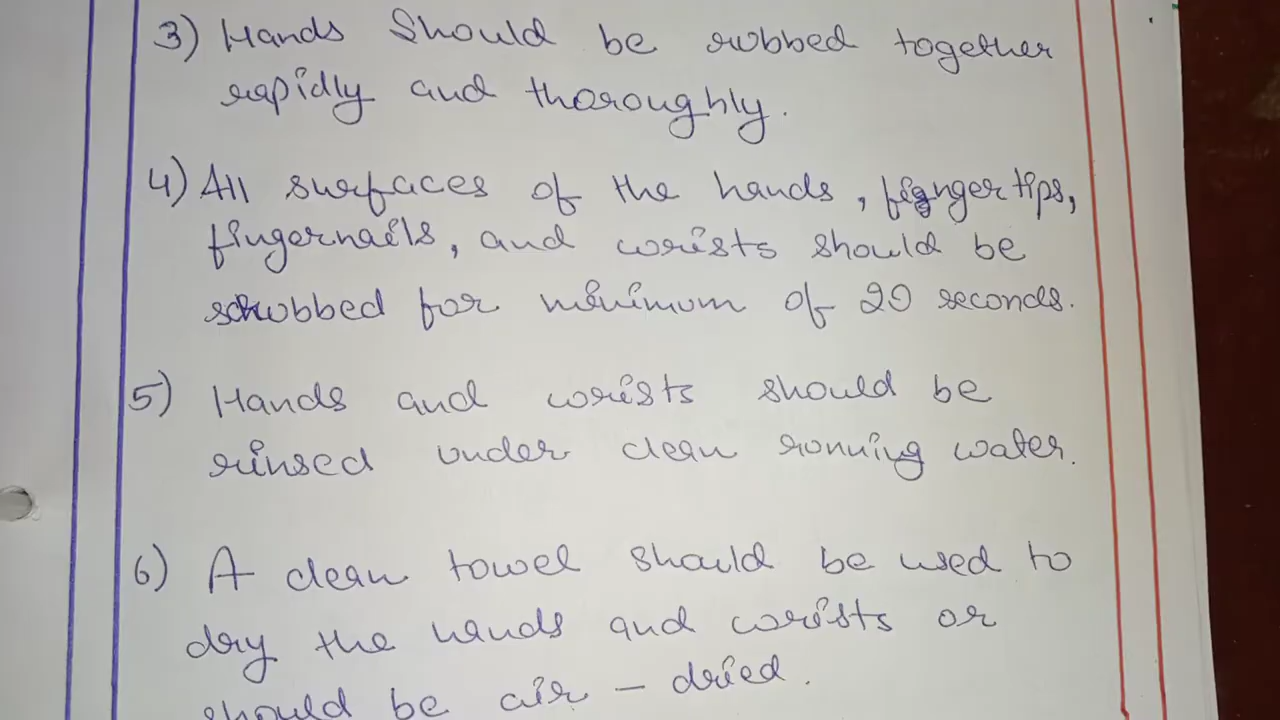 3) Hands Should be rubbed together
rapidly and thoroughly.
4) All surfaces of the hands, fingertips,
fingernails, and wrists should be
scrubbed for minimum of 20 seconds.
5) Hands and wrists should be
rinsed under clean running water.
6) A clean towel should be used to
dry the hands and wrists or
should be air - dried.